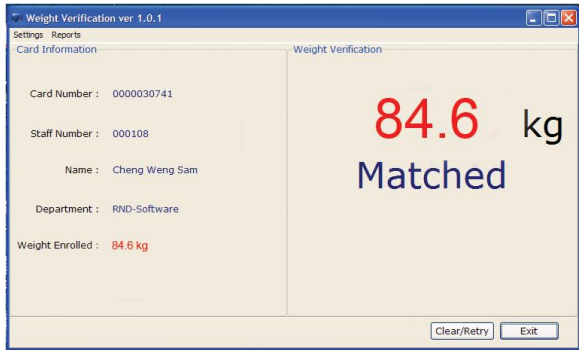 Weight Verification ver 1.0.1
Settings Reports
Card Information
Card Number : 0000030741
Staff Number : 000108
Name : Cheng Weng Sam
Department : RND-Software
Weight Enrolled : 84.6 kg
Weight Verification
84.6 kg
Matched
Clear/Retry Exit